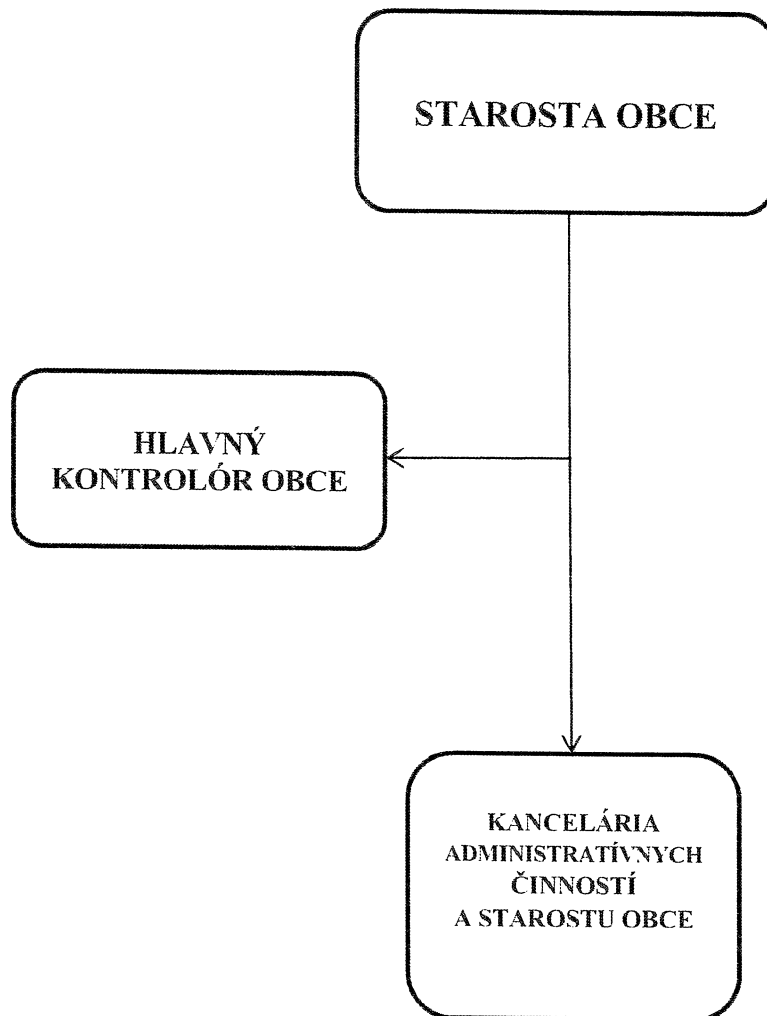 STAROSTA OBCE
HLAVNÝ
KONTROLÓR OBCE
KANCELÁRIA
ADMINISTRATÍVNYCH
ČINNOSTÍ
A STAROSTU OBCE